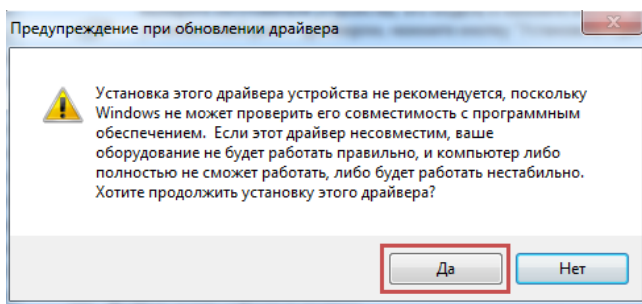 Предупреждение при обновлении драйвера
Установка этого драйвера устройства не рекомендуется, поскольку
Windows не может проверить его совместимость с программным
обеспечением. Если этот драйвер несовместим, ваше
оборудование не будет работать правильно, и компьютер либо
полностью не сможет работать, либо будет работать нестабильно.
Хотите продолжить установку этого драйвера?
Да
Нет